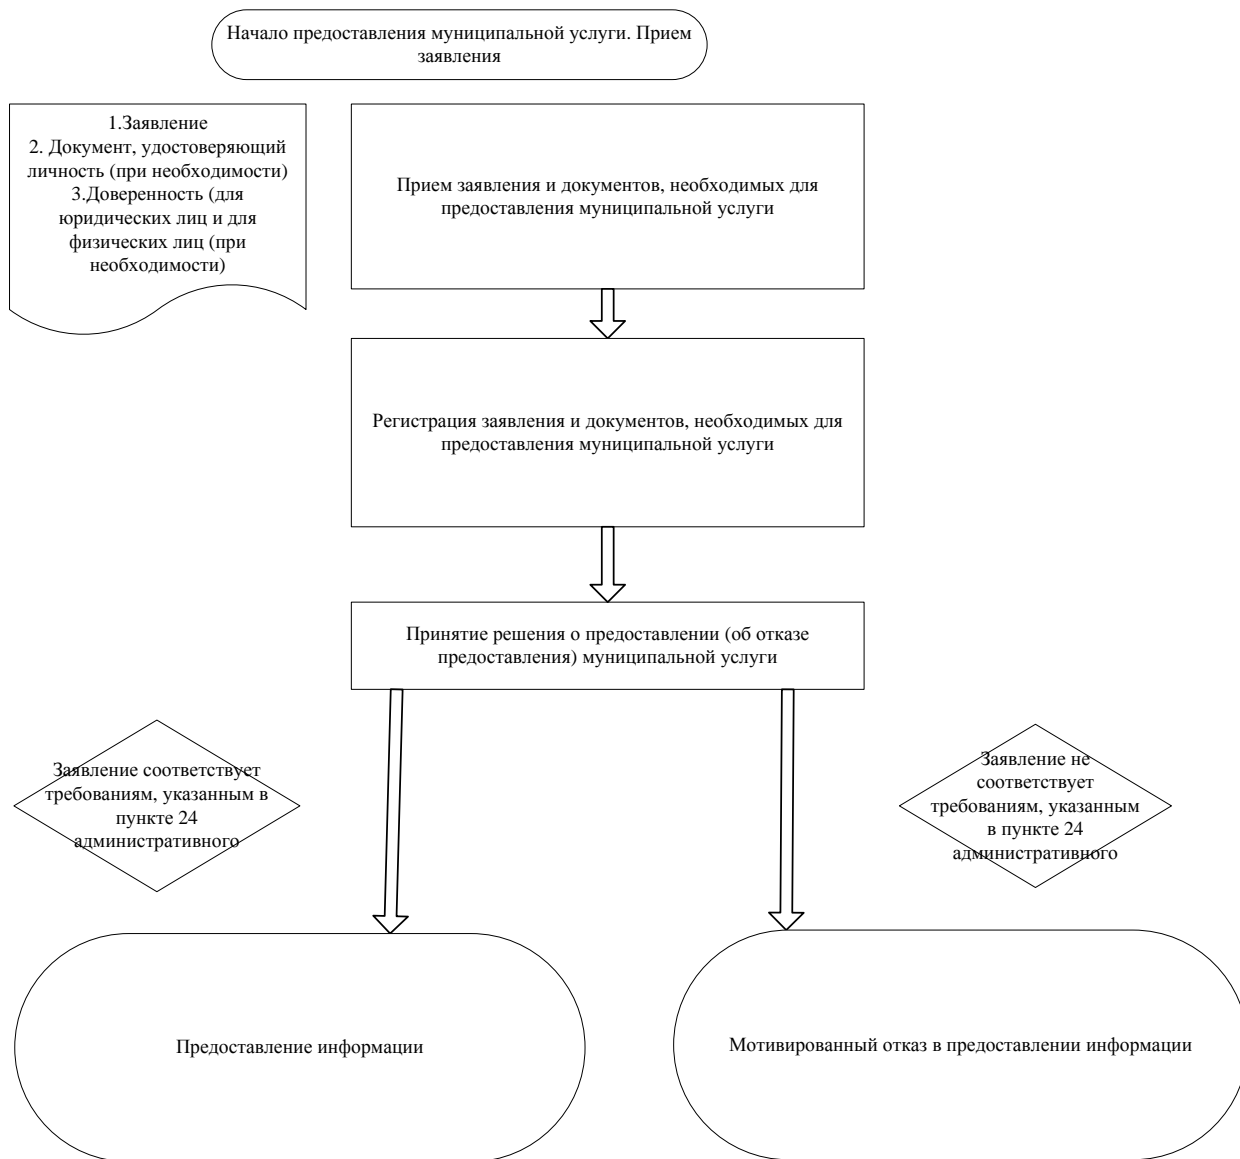 Начало предоставления муниципальной услуги. Прием
заявления
1.Заявление
2. Документ, удостоверяющий
личность (при необходимости)
3.Доверенность (для
юридических лиц и для
физических лиц (при
необходимости)
Прием заявления и документов, необходимых для
предоставления муниципальной услуги
Регистрация заявления и документов, необходимых для
предоставления муниципальной услуги
Принятие решения о предоставлении (об отказе
предоставления) муниципальной услуги
Заявление соответствует
требованиям, указанным в
пункте 24
административного
Заявление не
соответствует
требованиям, указанным
в пункте 24
административного
Предоставление информации
Мотивированный отказ в предоставлении информации